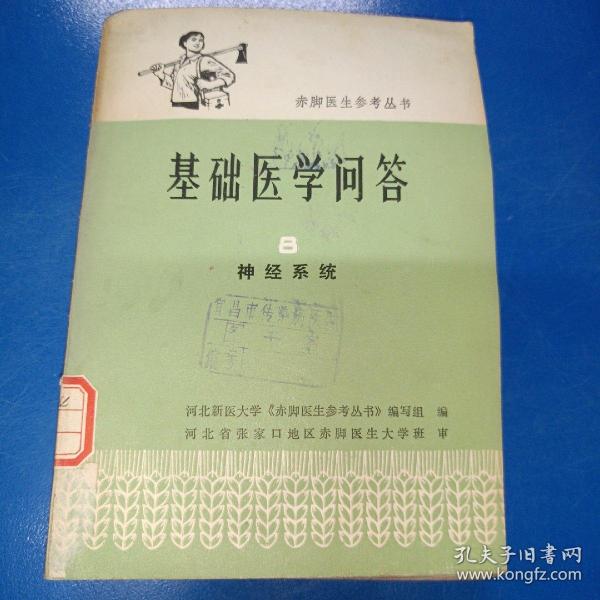 赤脚医生参考丛书
基础医学问答
8
神经系统
河北新医大学《赤脚医生参考丛书》编写组 编
河北省张家口地区赤脚医生大学班 审
孔夫子旧书网
www.kongfz.com